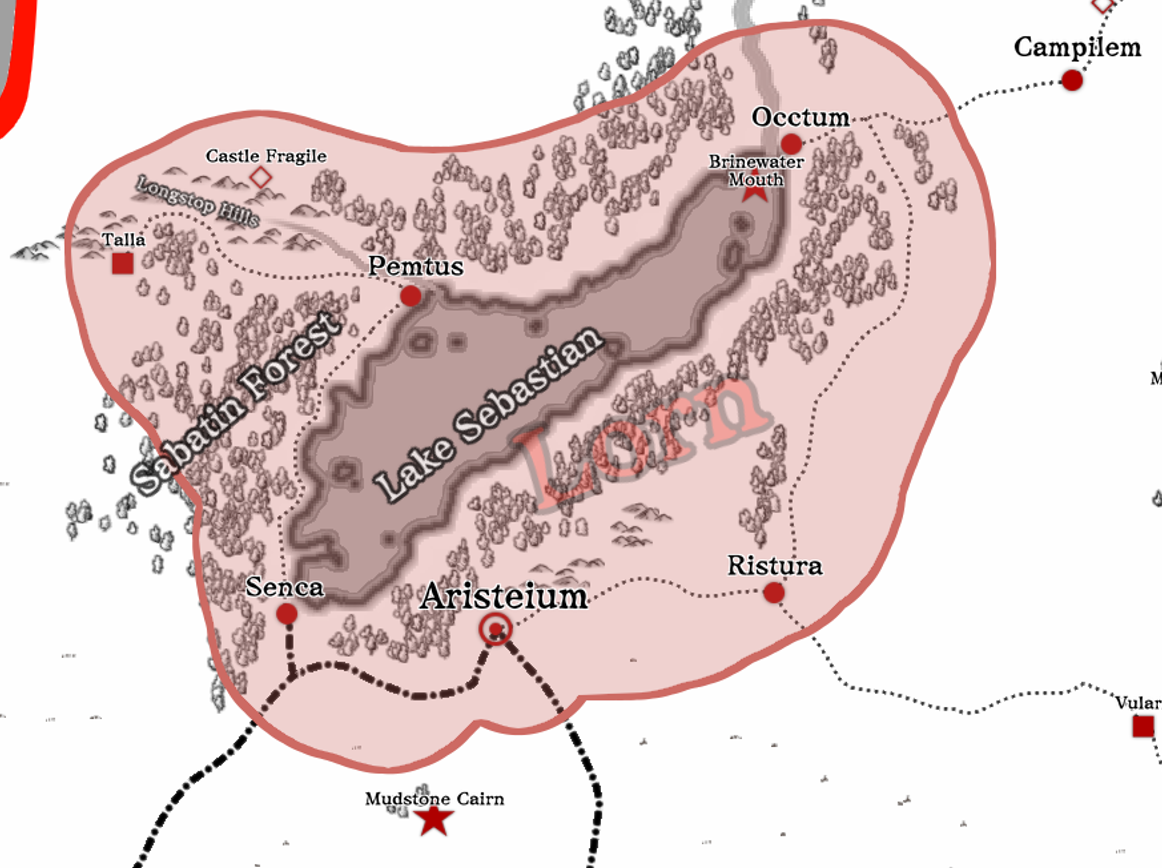 Campilem
Occtum
Castle Fragile
Brinewater
Mouth
Longstop Hills
Talla
Pemtus
Sabatin Forest
Lake Sebastian
Lorn
Ristura
Senca
Aristeium
Vular
Mudstone Cairn
M